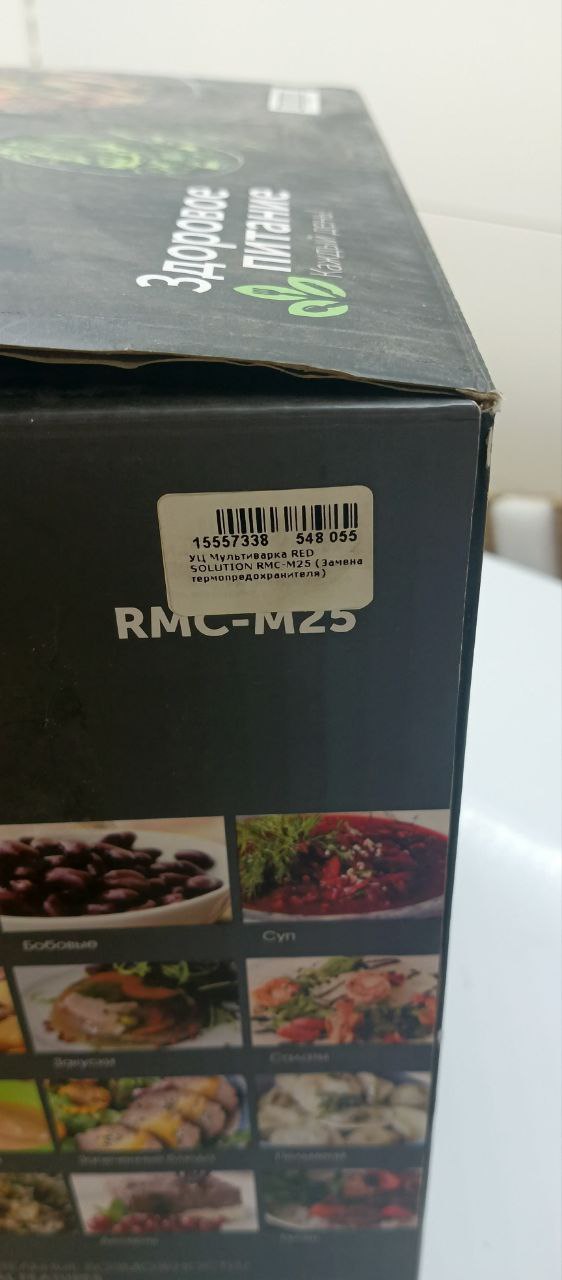 Здоровое
питание
Каждый день!
15557338 548 055
УЦ Мультиварка RED
SOLUTION RMC-M25 (Замена
термопредохранителя)
RMC-M25
Бобовые
Суп
Закуски
Салаты